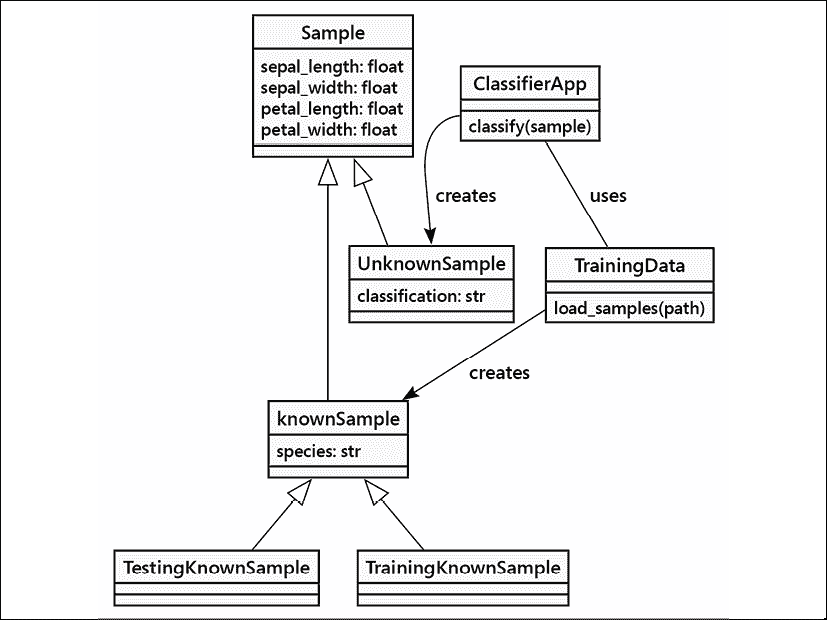 Sample
sepal_length: float
sepal_width: float
petal_length: float
petal_width: float
ClassifierApp
classify(sample)
creates
uses
UnknownSample
classification: str
TrainingData
load_samples(path)
creates
knownSample
species: str
TestingKnownSample
TrainingKnownSample